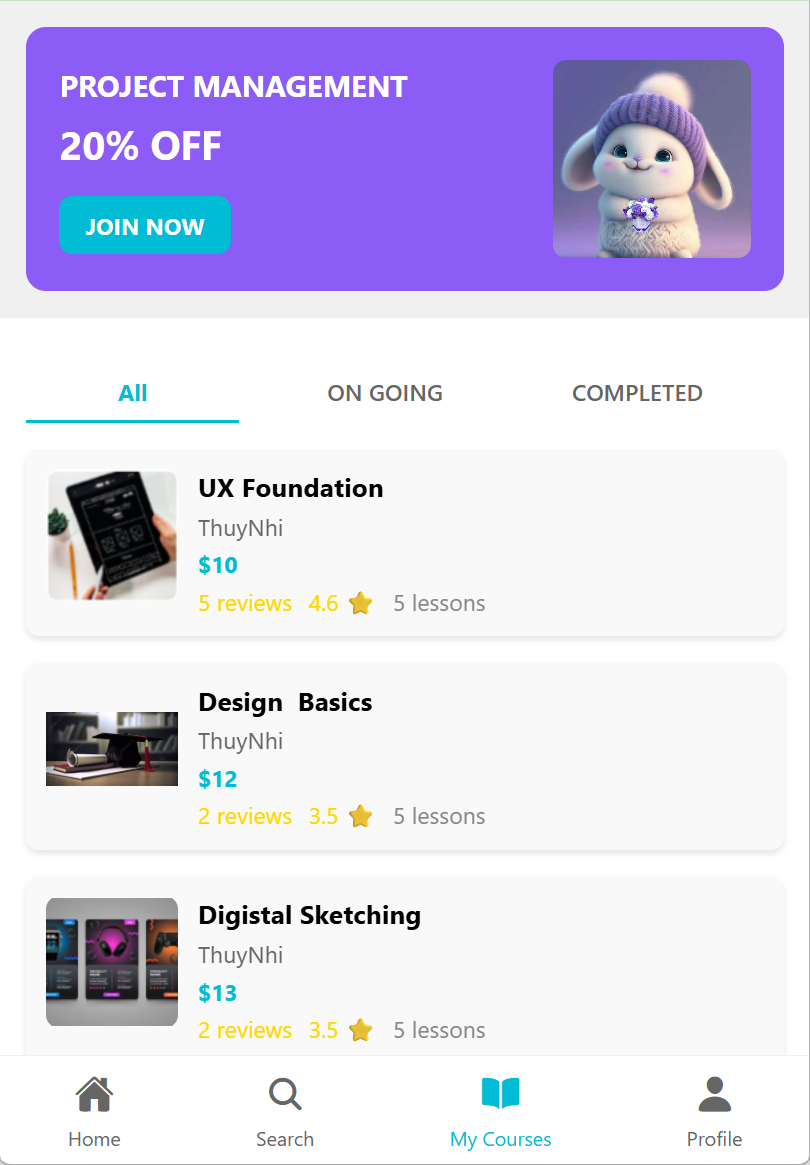 PROJECT MANAGEMENT
20% OFF
JOIN NOW
All ON GOING COMPLETED
UX Foundation
ThuyNhi
$10
5 reviews 4.6 5 lessons
Design  Basics
ThuyNhi
$12
2 reviews 3.5 5 lessons
Digistal Sketching
ThuyNhi
$13
2 reviews 3.5 5 lessons
Home Search My Courses Profile